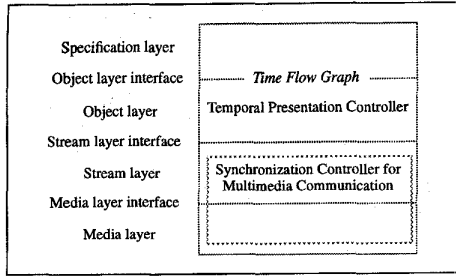 Specification layer
Object layer interface
Time Flow Graph
Object layer
Temporal Presentation Controller
Stream layer interface
Stream layer
Synchronization Controller for
Multimedia Communication
Media layer interface
Media layer